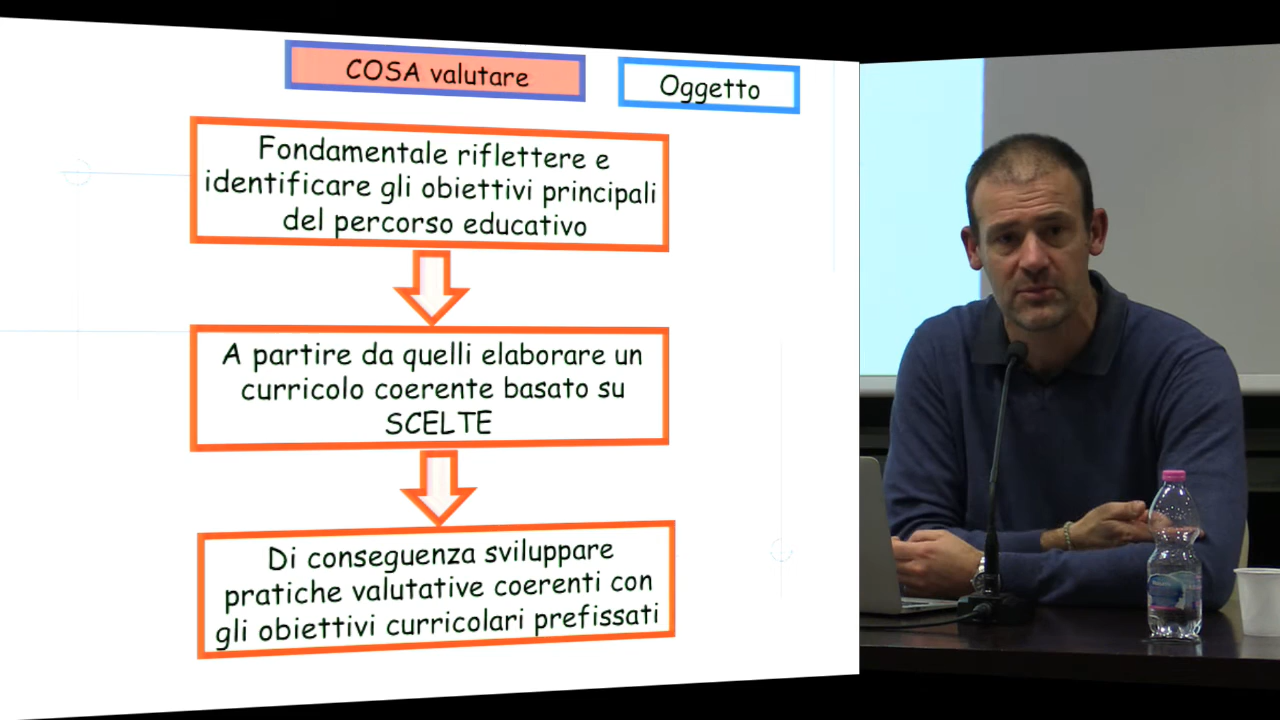 COSA valutare
Oggetto
Fondamentale riflettere e
identificare gli obiettivi principali
del percorso educativo
A partire da quelli elaborare un
curricolo coerente basato su
SCELTE
Di conseguenza sviluppare
pratiche valutative coerenti con
gli obiettivi curricolari prefissati